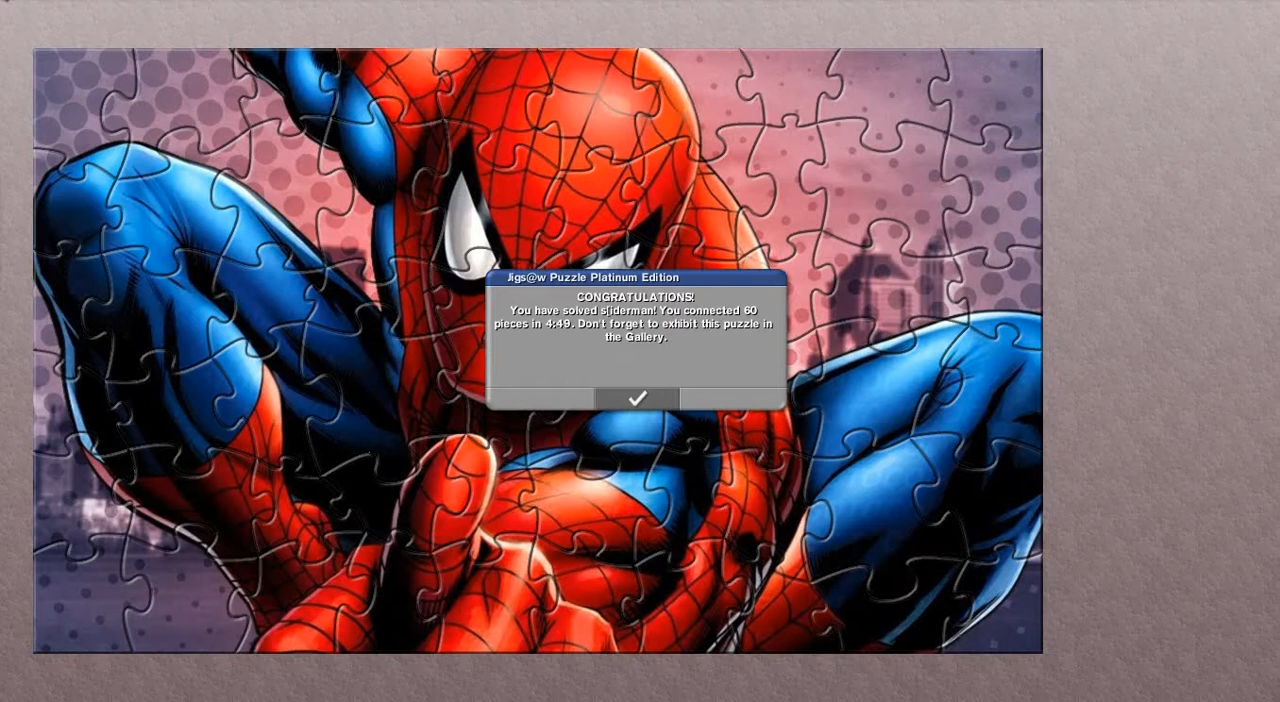 Jigs@w Puzzle Platinum Edition
CONGRATULATIONS!
You have solved spiderman! You connected 60
pieces in 4:49. Don't forget to exhibit this puzzle in
the Gallery.